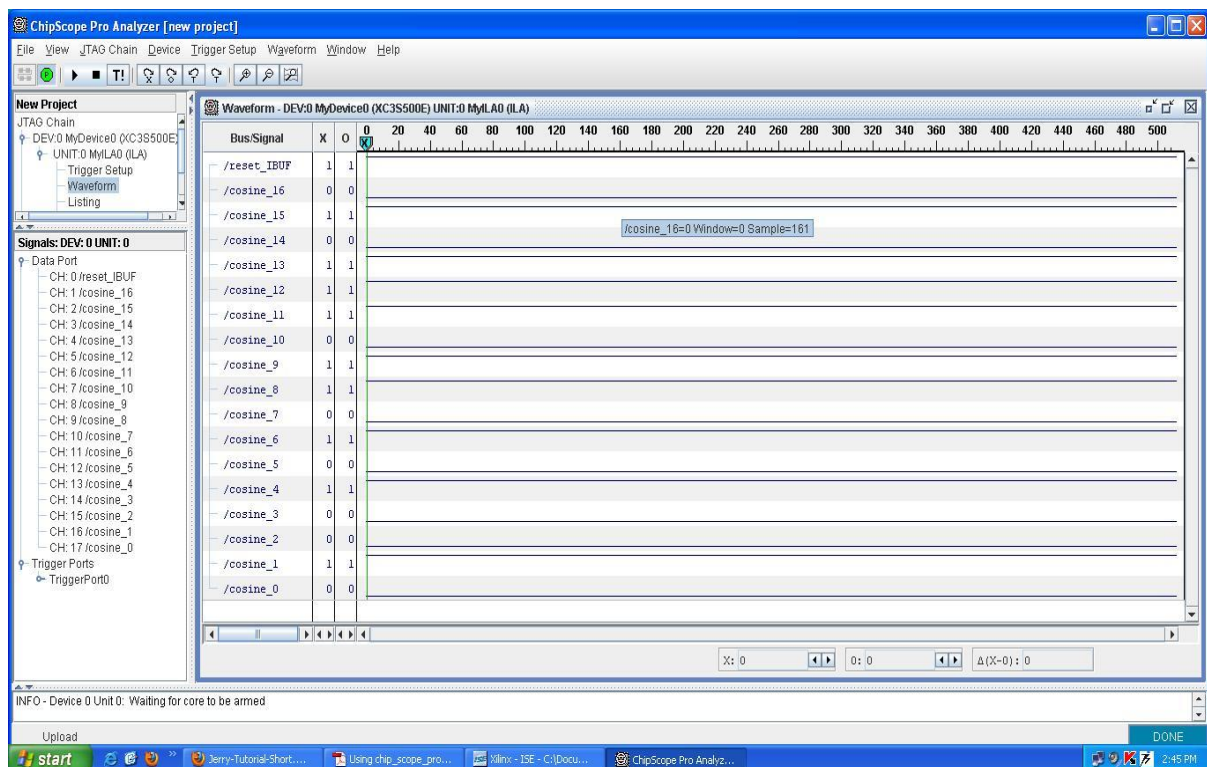 ChipScope Pro Analyzer [new project]
File View JTAG Chain Device Trigger Setup Waveform Window Help
T!
New Project
JTAG Chain
DEV:0 MyDevice0 (XC3S500E)
UNIT:0 MyILA0 (ILA)
Trigger Setup
Waveform
Listing
Signals: DEV: 0 UNIT: 0
Data Port
CH: 0 /reset_IBUF
CH: 1 /cosine_16
CH: 2 /cosine_15
CH: 3 /cosine_14
CH: 4 /cosine_13
CH: 5 /cosine_12
CH: 6 /cosine_11
CH: 7 /cosine_10
CH: 8 /cosine_9
CH: 9 /cosine_8
CH: 10 /cosine_7
CH: 11 /cosine_6
CH: 12 /cosine_5
CH: 13 /cosine_4
CH: 14 /cosine_3
CH: 15 /cosine_2
CH: 16 /cosine_1
CH: 17 /cosine_0
Trigger Ports
TriggerPort0
Waveform - DEV:0 MyDevice0 (XC3S500E) UNIT:0 MyILA0 (ILA)
Bus/Signal X O 0 20 40 60 80 100 120 140 160 180 200 220 240 260 280 300 320 340 360 380 400 420 440 460 480 500
X
/reset_IBUF 1 1
/cosine_16 0 0
/cosine_15 1 1
/cosine_16=0 Window=0 Sample=161
/cosine_14 0 0
/cosine_13 1 1
/cosine_12 1 1
/cosine_11 1 1
/cosine_10 0 0
/cosine_9 1 1
/cosine_8 1 1
/cosine_7 0 0
/cosine_6 1 1
/cosine_5 0 0
/cosine_4 1 1
/cosine_3 0 0
/cosine_2 0 0
/cosine_1 1 1
/cosine_0 0 0
X: 0 O: 0 Δ(X-O): 0
INFO - Device 0 Unit 0: Waiting for core to be armed
Upload DONE
start Jerry-Tutorial-Short.... Using chip_scope_pro... Xilinx - ISE - C:\Docu... ChipScope Pro Analyz... 2:45 PM